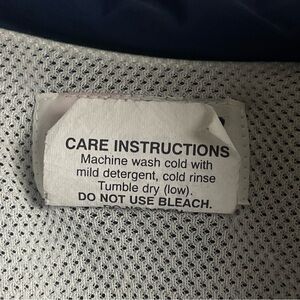 CARE INSTRUCTIONS
Machine wash cold with
mild detergent, cold rinse
Tumble dry (low).
DO NOT USE BLEACH.